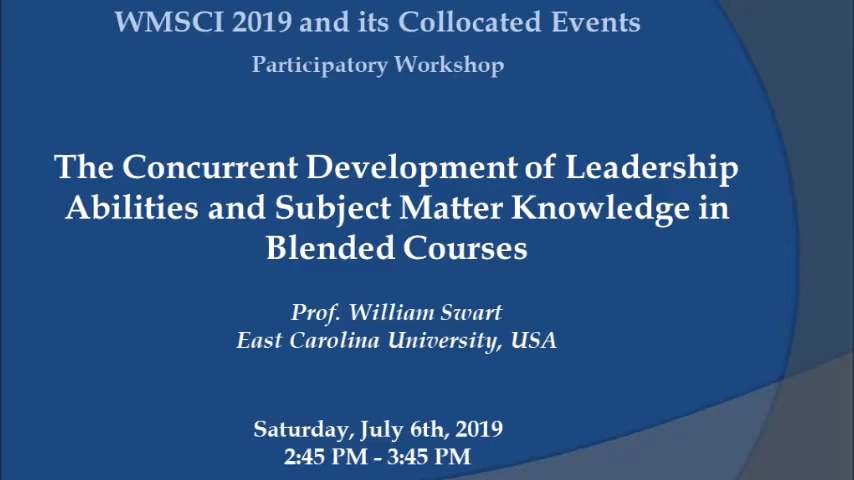 WMSCI 2019 and its Collocated Events
Participatory Workshop
The Concurrent Development of Leadership
Abilities and Subject Matter Knowledge in
Blended Courses
Prof. William Swart
East Carolina University, USA
Saturday, July 6th, 2019
2:45 PM - 3:45 PM